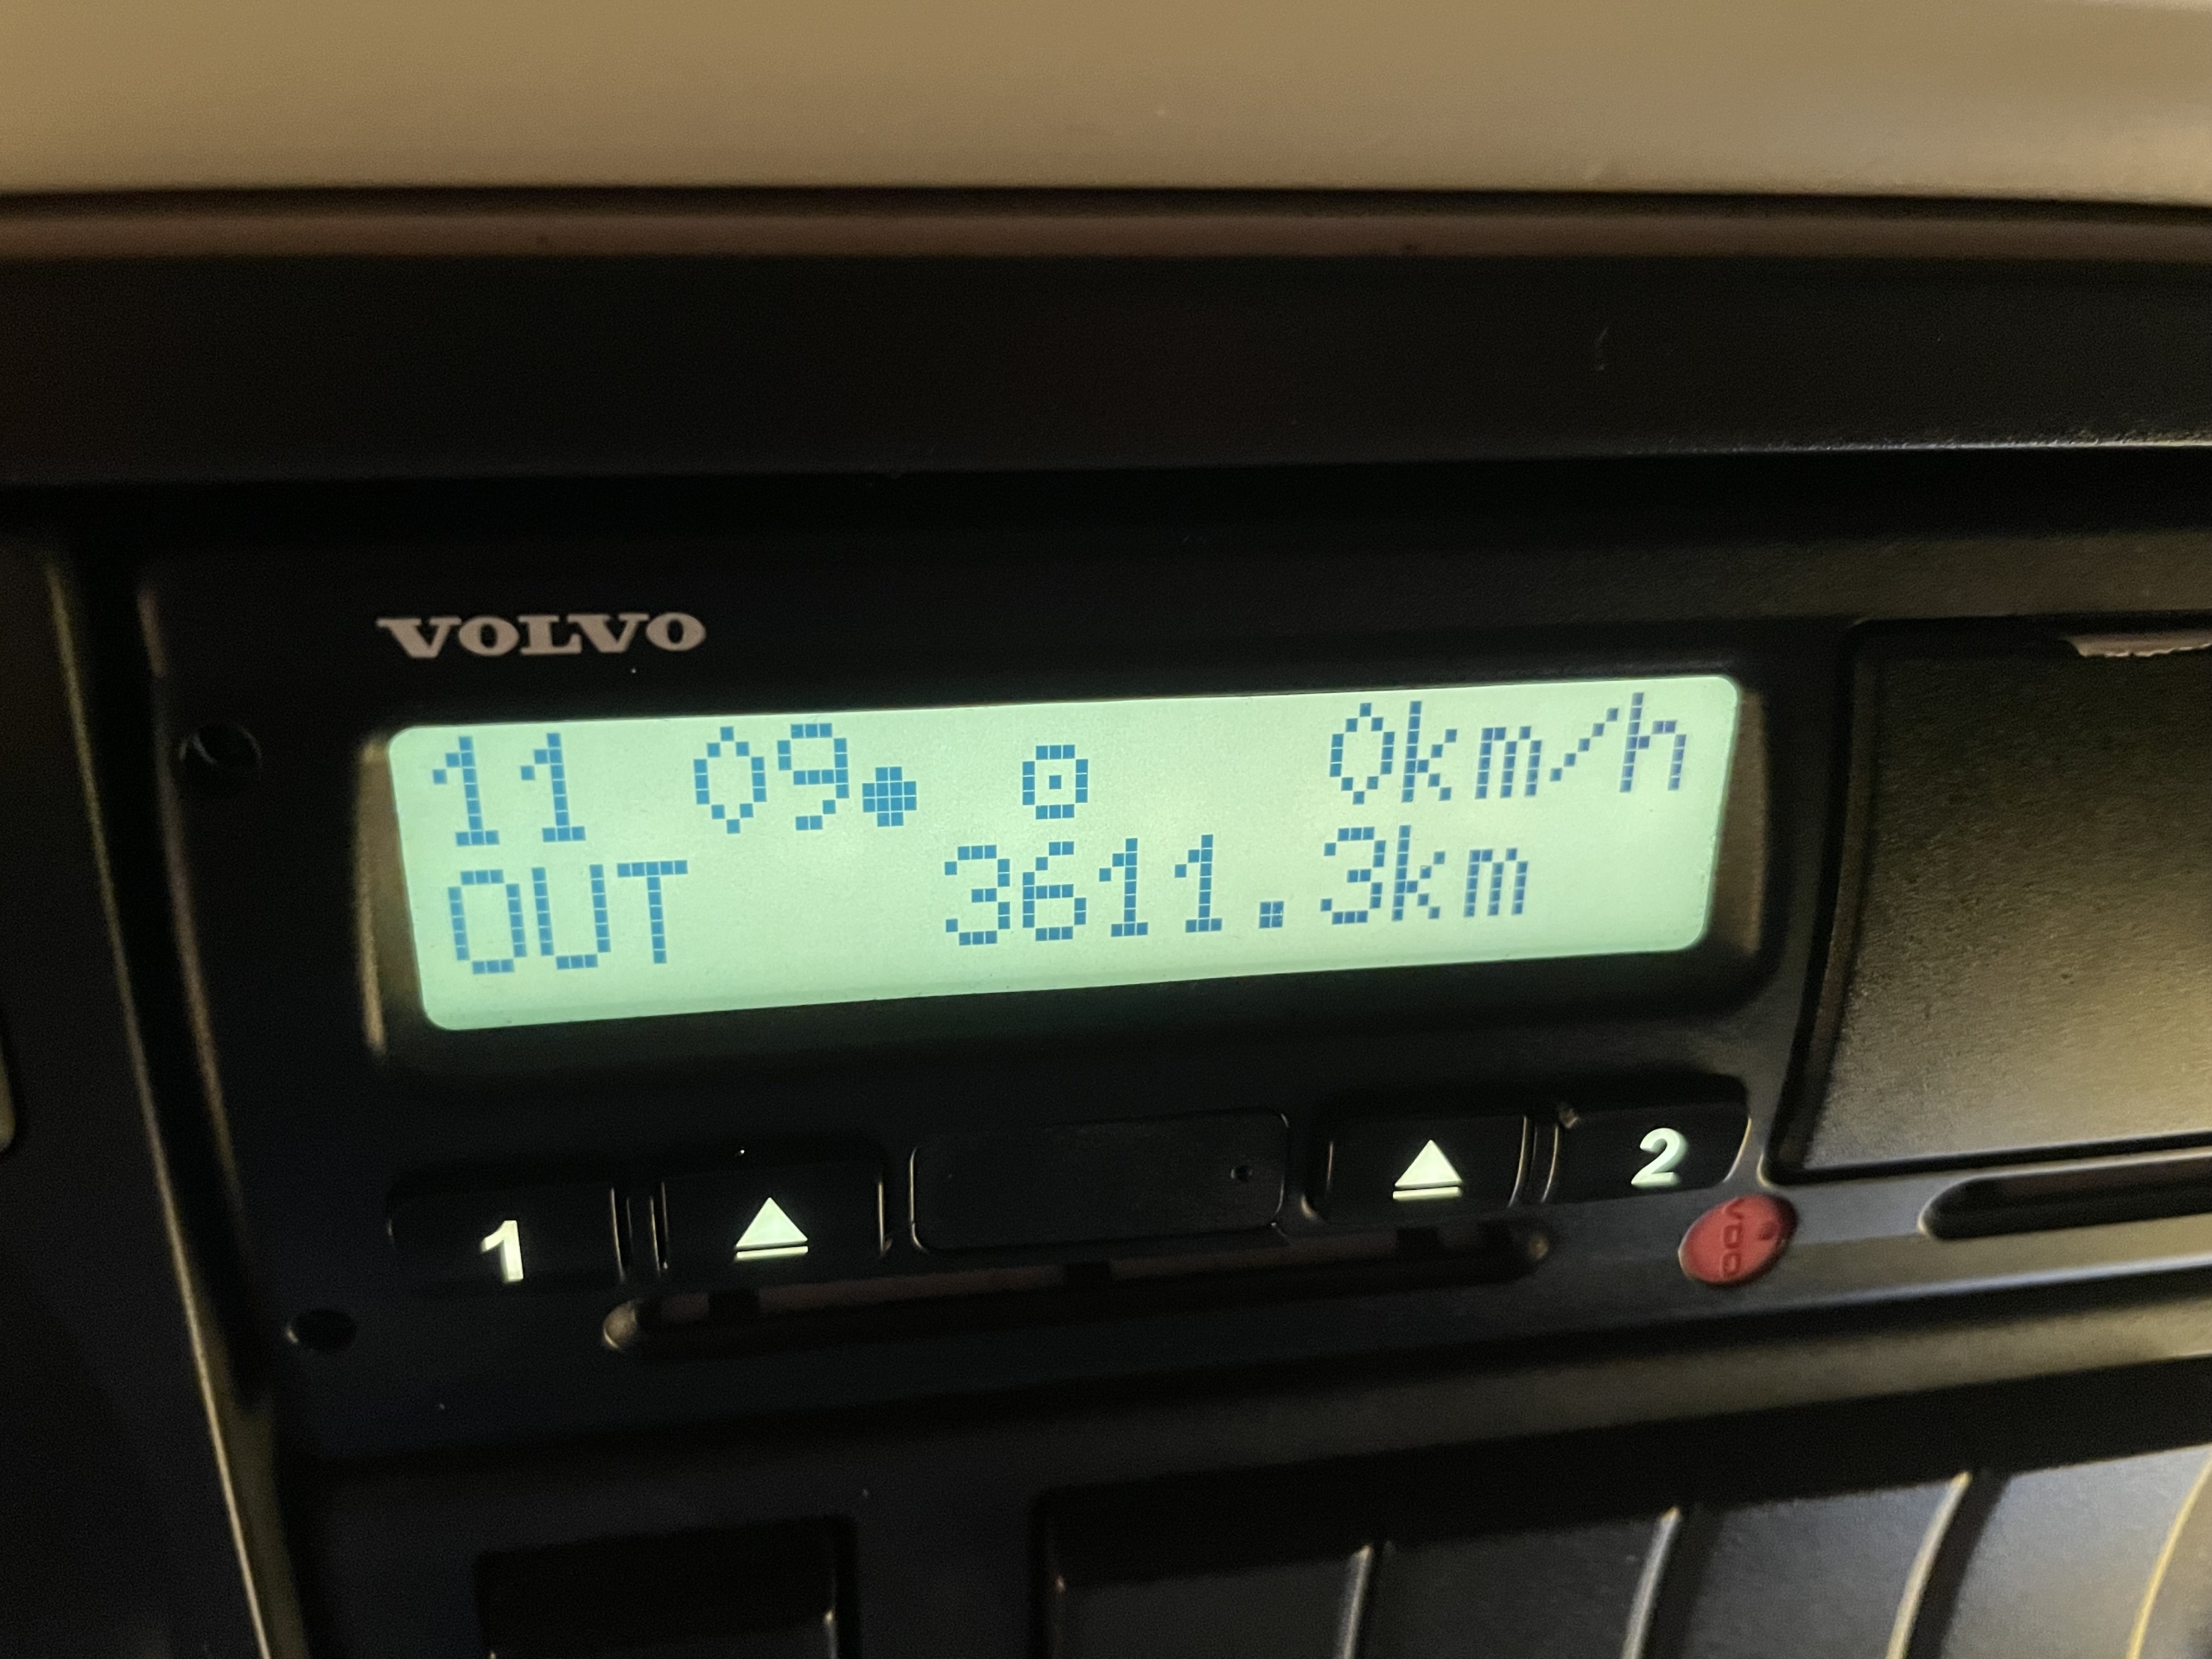 VOLVO
11 09● ⊙ 0km/h
OUT 3611.3km
1 2
VDO